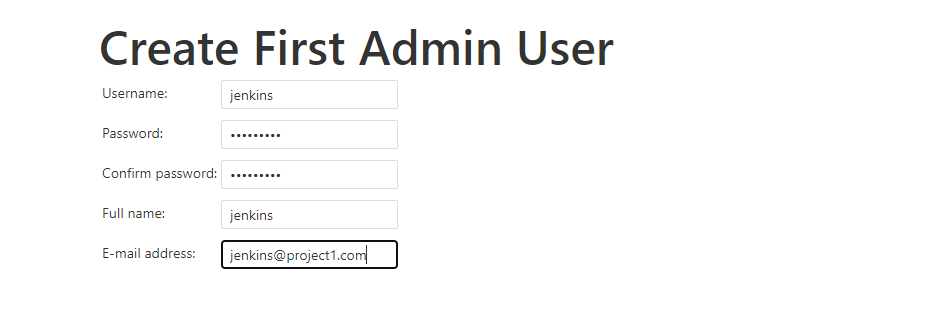 Create First Admin User
Username: jenkins
Password: •••••••••
Confirm password: •••••••••
Full name: jenkins
E-mail address: jenkins@project1.com